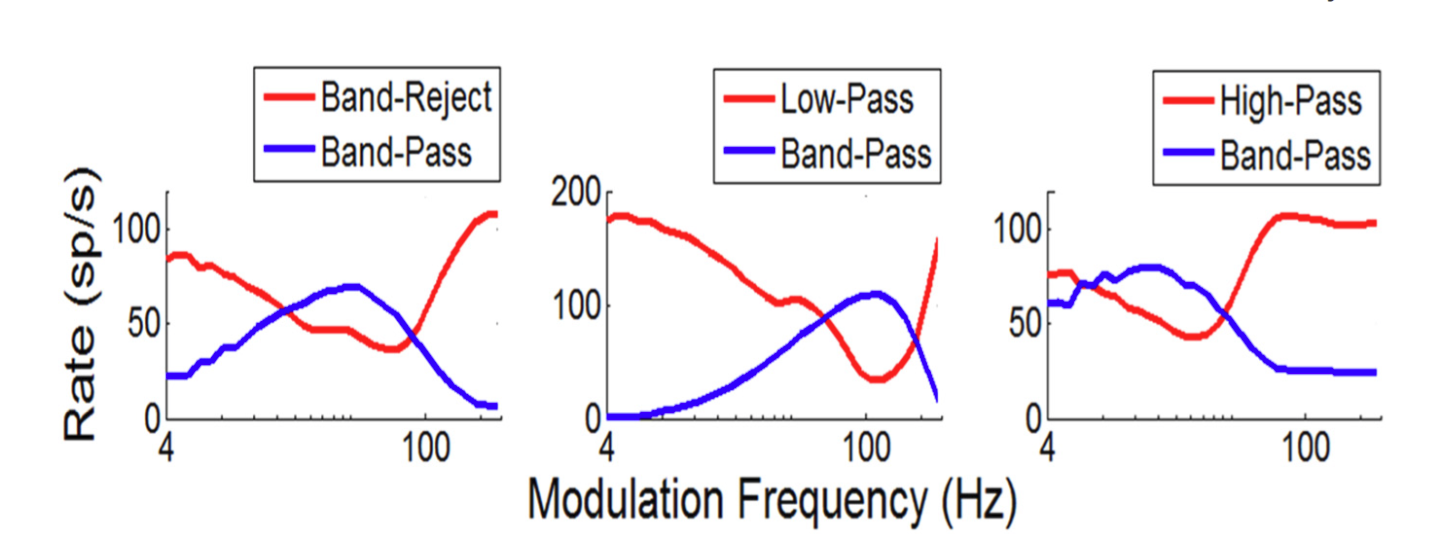 Band-Reject
Band-Pass
Low-Pass
Band-Pass
High-Pass
Band-Pass
Rate (sp/s)
100
50
0
4
100
200
100
0
4
100
100
50
0
4
100
Modulation Frequency (Hz)